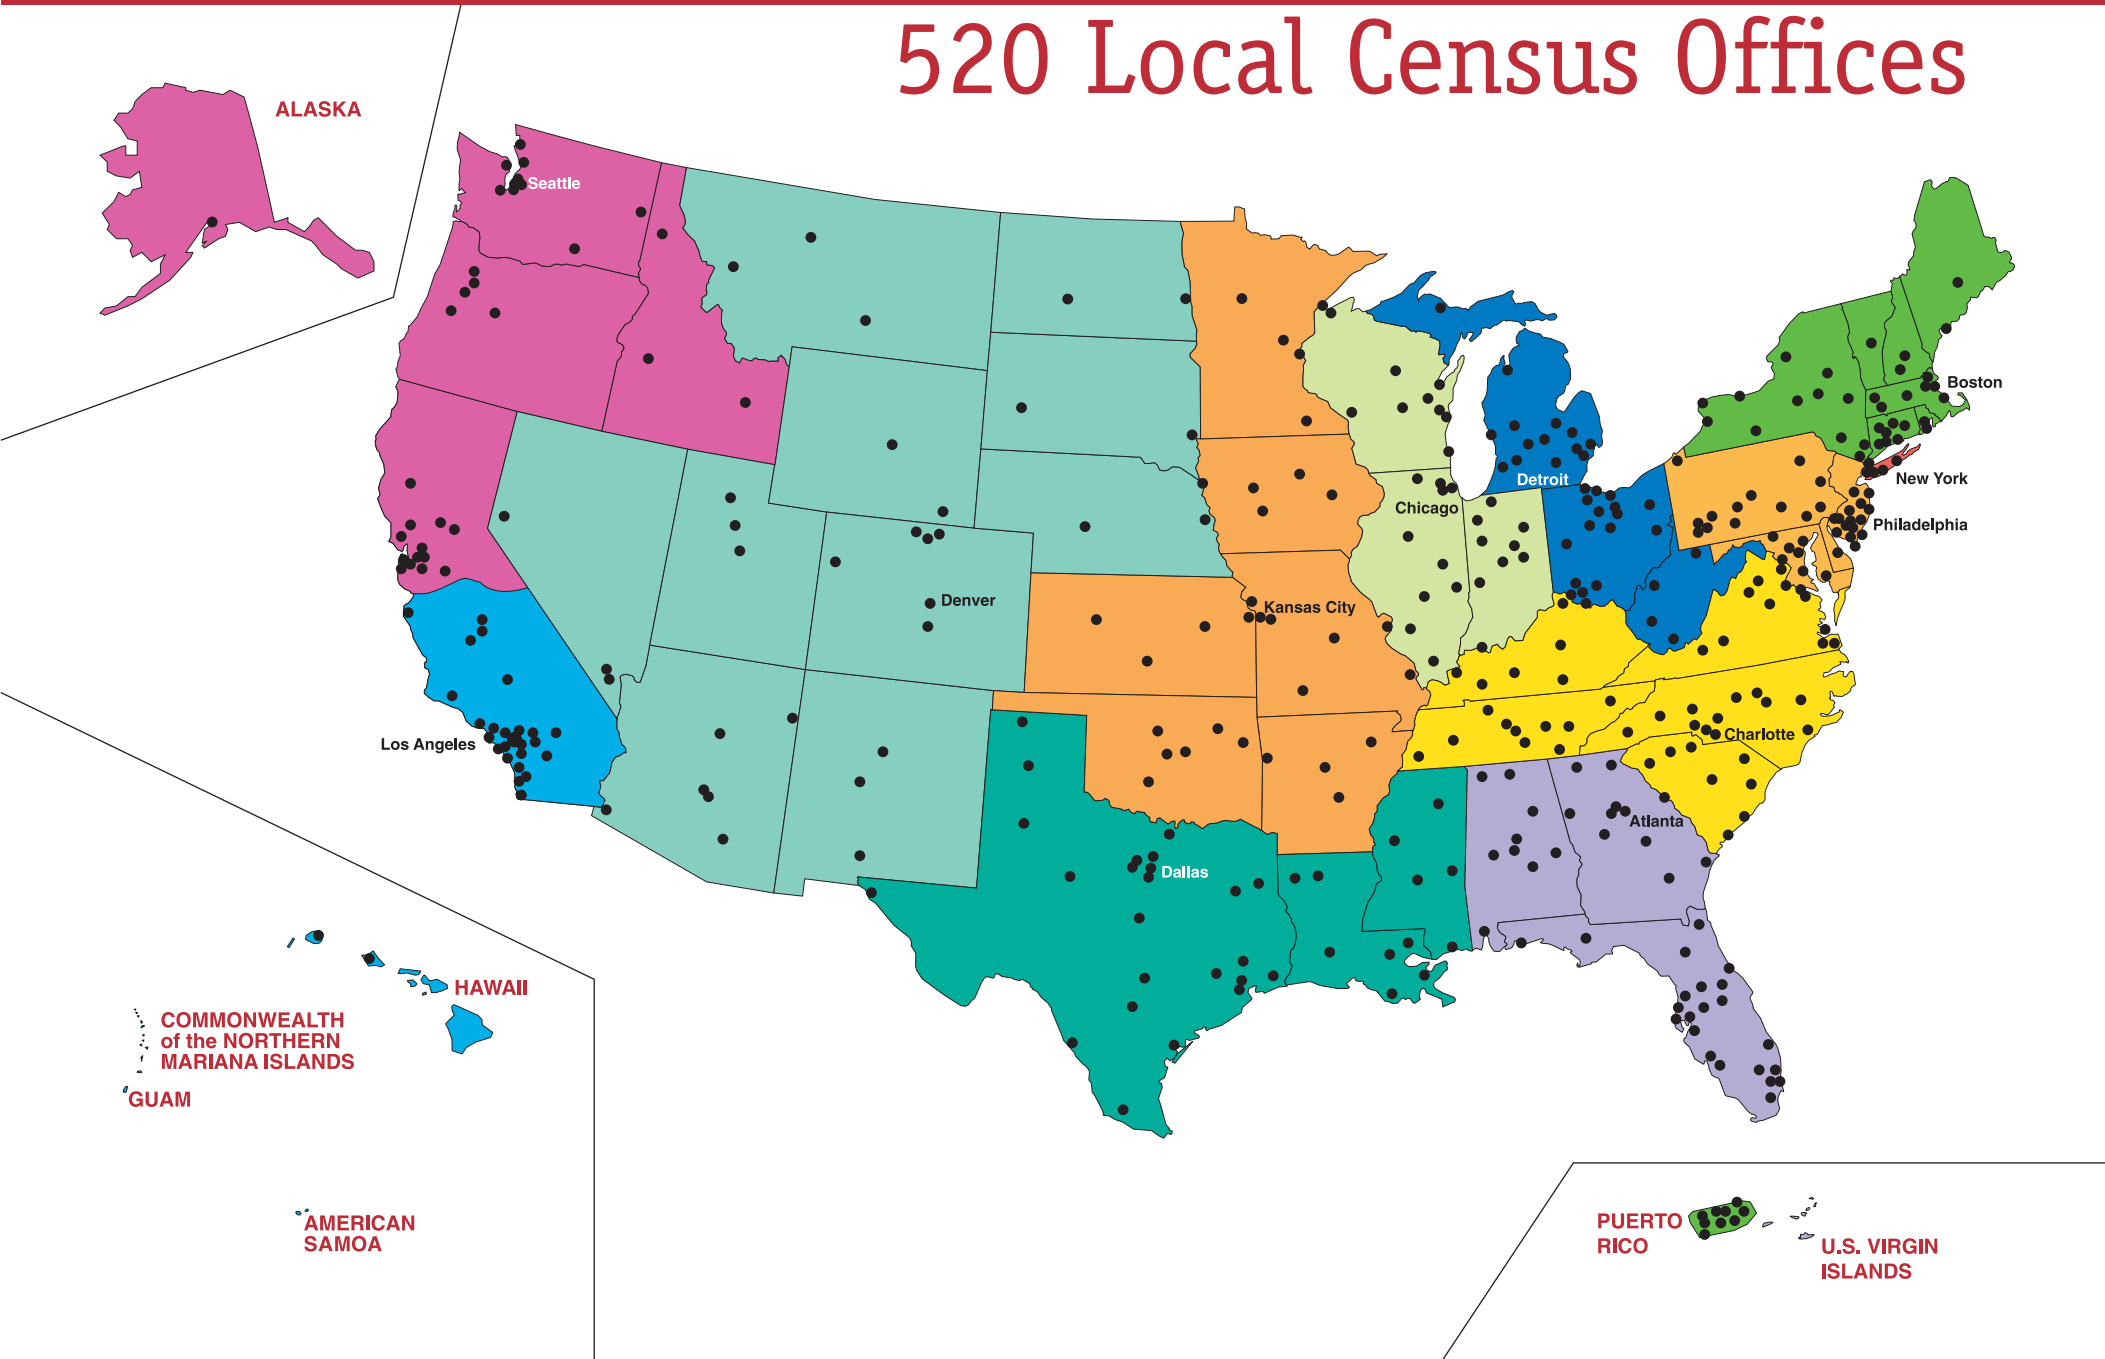 520 Local Census Offices
ALASKA
Seattle
Boston
Detroit
New York
Chicago
Philadelphia
Denver
Kansas City
Los Angeles
Charlotte
Atlanta
Dallas
HAWAII
COMMONWEALTH
of the NORTHERN
MARIANA ISLANDS
GUAM
AMERICAN
SAMOA
PUERTO
RICO
U.S. VIRGIN
ISLANDS